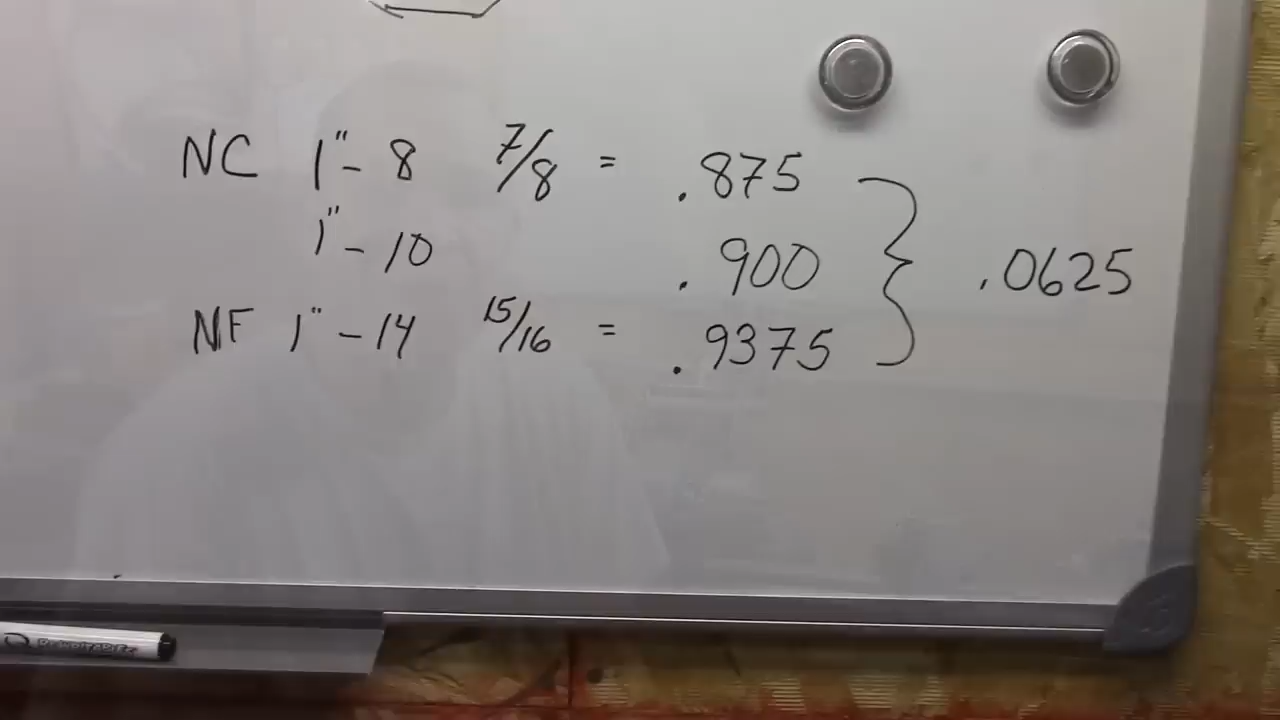 NC 1" - 8 7/8 = .875
1" - 10 .900 .0625
NF 1" - 14 15/16 = .9375